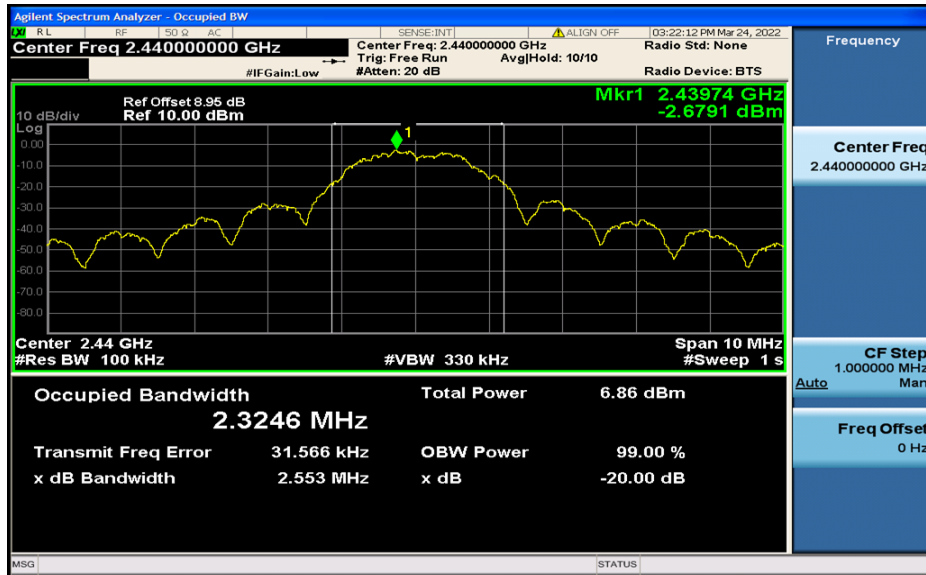 Agilent Spectrum Analyzer - Occupied BW
LXI RL RF 50 Ω AC SENSE:INT ALIGN OFF 03:22:12 PM Mar 24, 2022
Center Freq 2.440000000 GHz
Center Freq: 2.440000000 GHz Radio Std: None
Trig: Free Run Avg|Hold: 10/10
#IFGain:Low #Atten: 20 dB Radio Device: BTS
Ref Offset 8.95 dB Mkr1 2.43974 GHz
10 dB/div Ref 10.00 dBm -2.6791 dBm
Log
1
0.00
-10.0
-20.0
-30.0
-40.0
-50.0
-60.0
-70.0
-80.0
Center 2.44 GHz Span 10 MHz
#Res BW 100 kHz #VBW 330 kHz #Sweep 1 s
Occupied Bandwidth Total Power 6.86 dBm
2.3246 MHz
Transmit Freq Error 31.566 kHz OBW Power 99.00 %
x dB Bandwidth 2.553 MHz x dB -20.00 dB
MSG STATUS
Frequency
Center Freq
2.440000000 GHz
CF Step
1.000000 MHz
Auto Man
Freq Offset
0 Hz